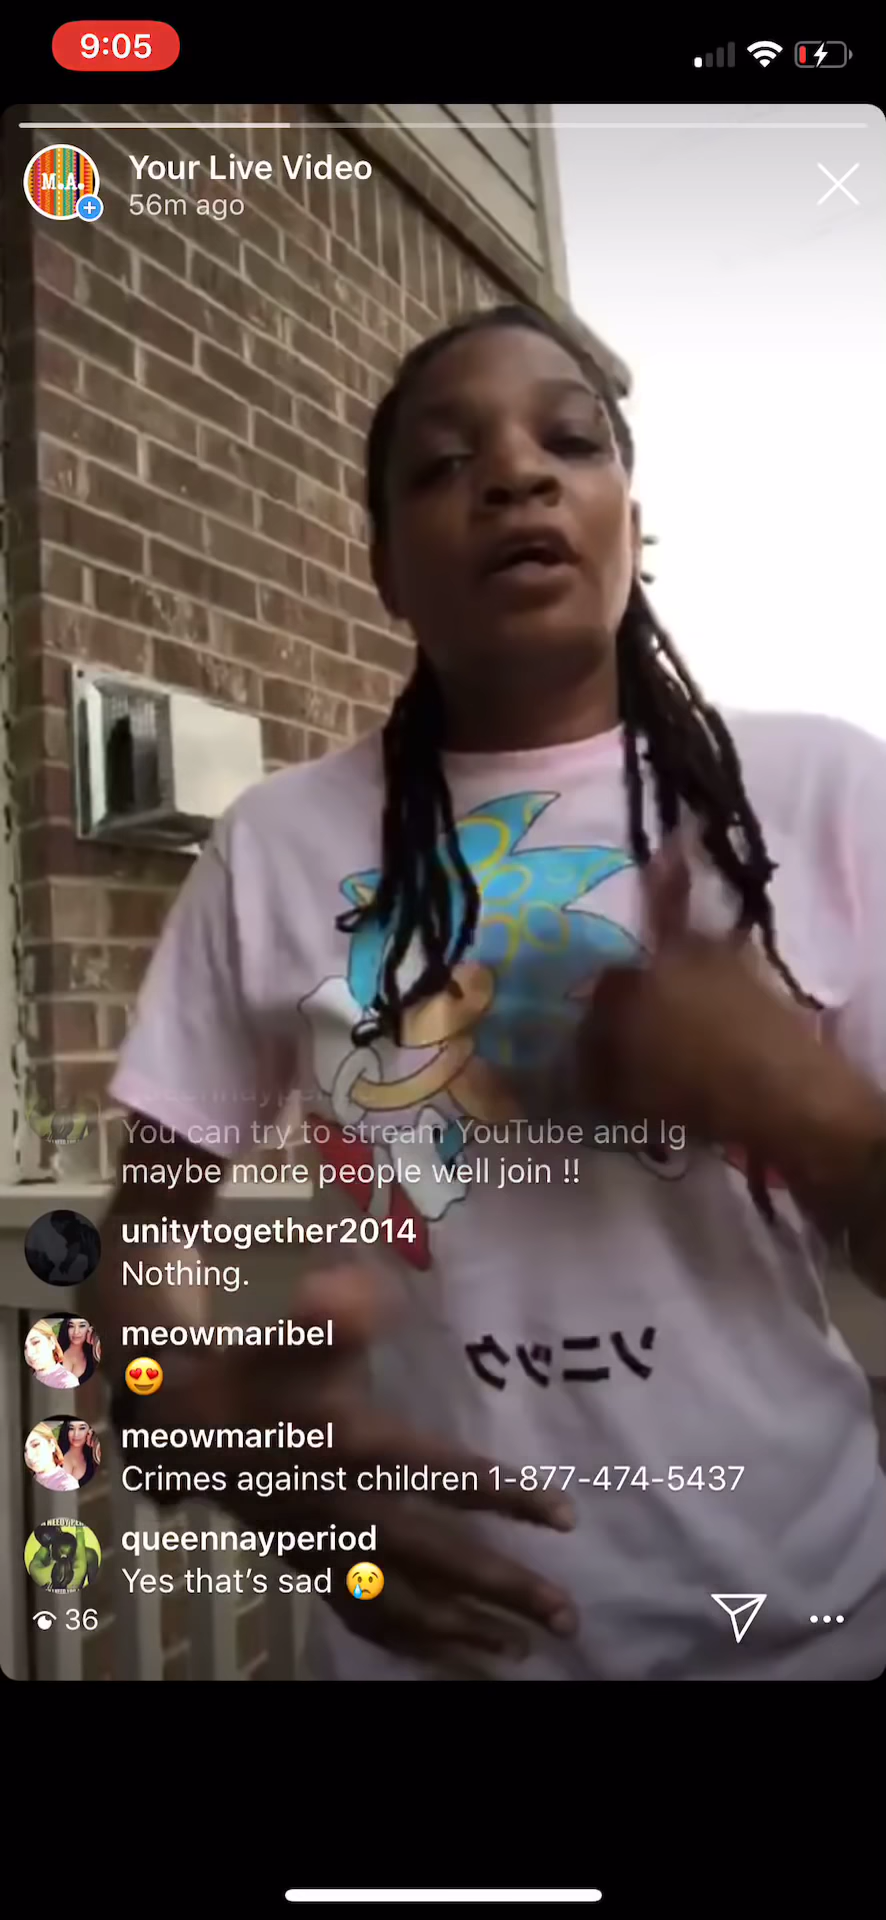 9:05
M.A.
Your Live Video
56m ago
You can try to stream YouTube and Ig
maybe more people well join !!
unitytogether2014
Nothing.
meowmaribel
😍
meowmaribel
Crimes against children 1-877-474-5437
queennayperiod
Yes that's sad 😢
36
ソニック